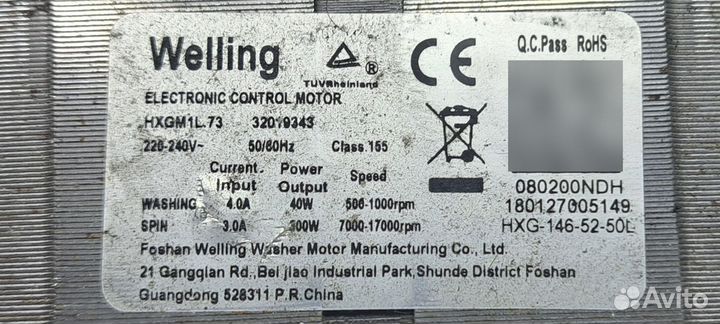 Welling
TUVRheinland
®
CE
Q.C.Pass RoHS
ELECTRONIC CONTROL MOTOR
HXGM1L.73 32019343
220-240V~ 50/60Hz Class 155
Current Input Power Output Speed
WASHING 4.0A 40W 500-1000rpm
SPIN 3.0A 300W 7000-17000rpm
080200NDH
180127005149
HXG-146-52-50L
Foshan Welling Washer Motor Manufacturing Co., Ltd.
21 Gangqian Rd.,Bei jiao Industrial Park,Shunde District Foshan
Guangdong 528311 P.R.China
Avito